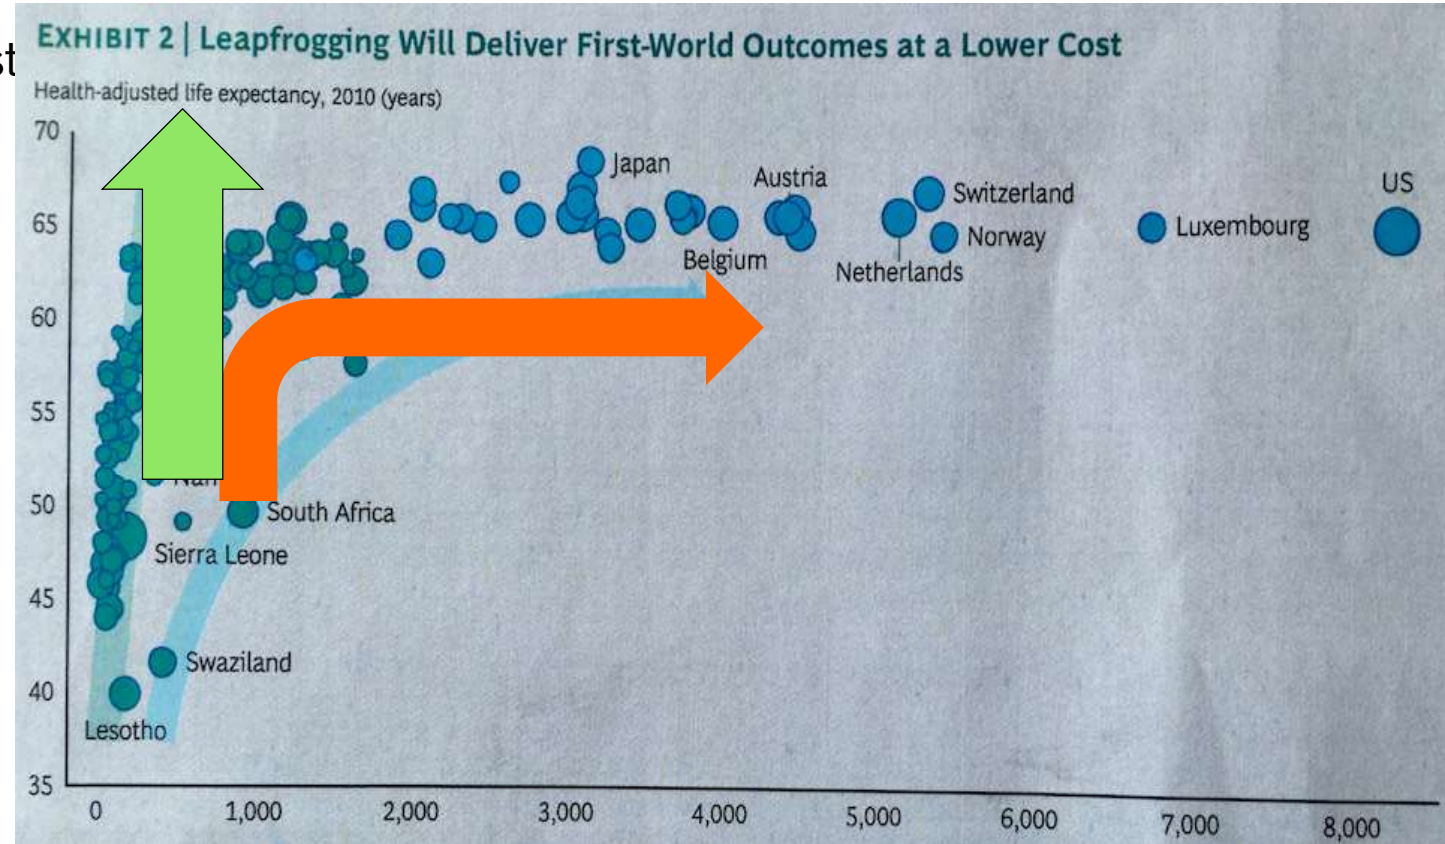 st
EXHIBIT 2 | Leapfrogging Will Deliver First-World Outcomes at a Lower Cost
Health-adjusted life expectancy, 2010 (years)
70
65
60
55
50
45
40
35
Japan
Austria
Switzerland
US
Luxembourg
Norway
Belgium
Netherlands
South Africa
Sierra Leone
Swaziland
Lesotho
0 1,000 2,000 3,000 4,000 5,000 6,000 7,000 8,000